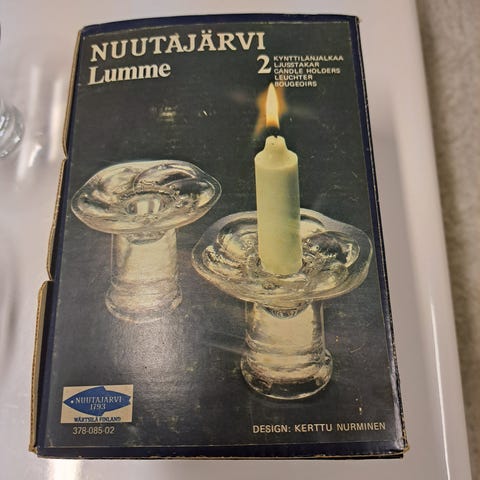 NUUTAJÄRVI
Lumme
2
KYNTTILÄNJALKAA
LJUSSTAKAR
CANDLE HOLDERS
LEUCHTER
BOUGEOIRS
NUUTAJÄRVI
1793
WÄRTSILÄ FINLAND
378-085-02
DESIGN: KERTTU NURMINEN